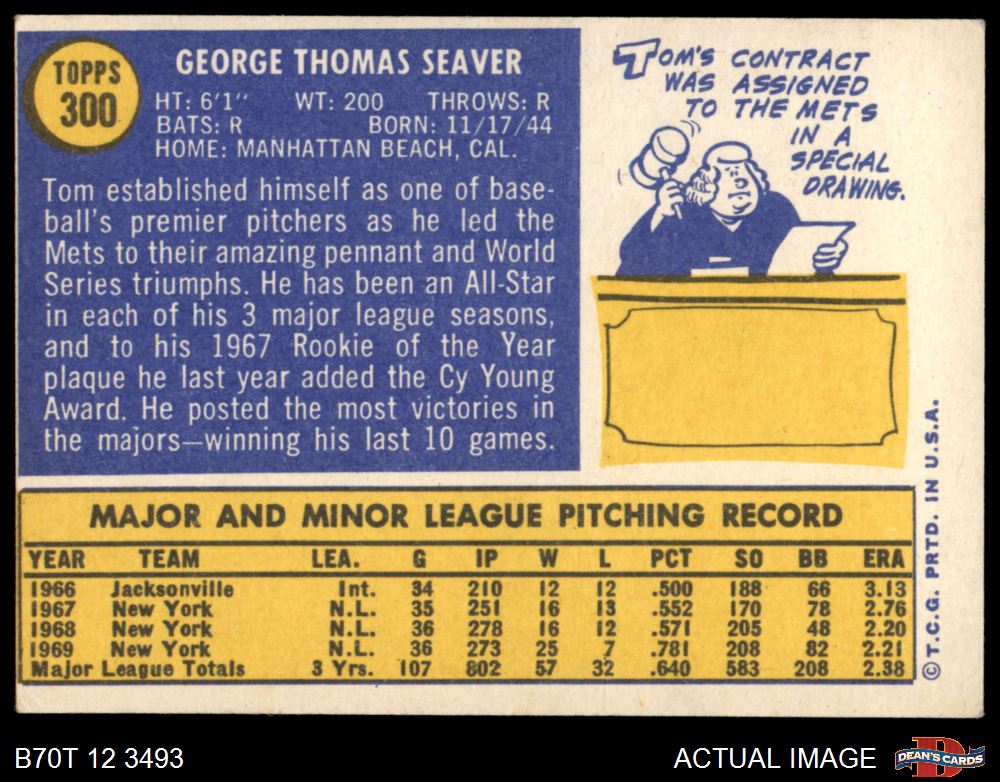 TOPPS
300
GEORGE THOMAS SEAVER
HT: 6'1" WT: 200 THROWS: R
BATS: R BORN: 11/17/44
HOME: MANHATTAN BEACH, CAL.
Tom established himself as one of base-
ball's premier pitchers as he led the
Mets to their amazing pennant and World
Series triumphs. He has been an All-Star
in each of his 3 major league seasons,
and to his 1967 Rookie of the Year
plaque he last year added the Cy Young
Award. He posted the most victories in
the majors—winning his last 10 games.
TOM'S CONTRACT
WAS ASSIGNED
TO THE METS
IN A
SPECIAL
DRAWING.
MAJOR AND MINOR LEAGUE PITCHING RECORD
YEAR TEAM LEA. G IP W L PCT SO BB ERA
1966 Jacksonville Int. 34 210 12 12 .500 188 66 3.13
1967 New York N.L. 35 251 16 13 .552 170 78 2.76
1968 New York N.L. 36 278 16 12 .571 205 48 2.20
1969 New York N.L. 36 273 25 7 .781 208 82 2.21
Major League Totals 3 Yrs. 107 802 57 32 .640 583 208 2.38
© T.C.G. PRTD. IN U.S.A.
B70T 12 3493
ACTUAL IMAGE
D
DEAN'S CARDS